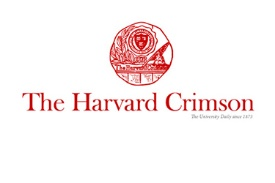 The Harvard Crimson
The University Daily since 1873